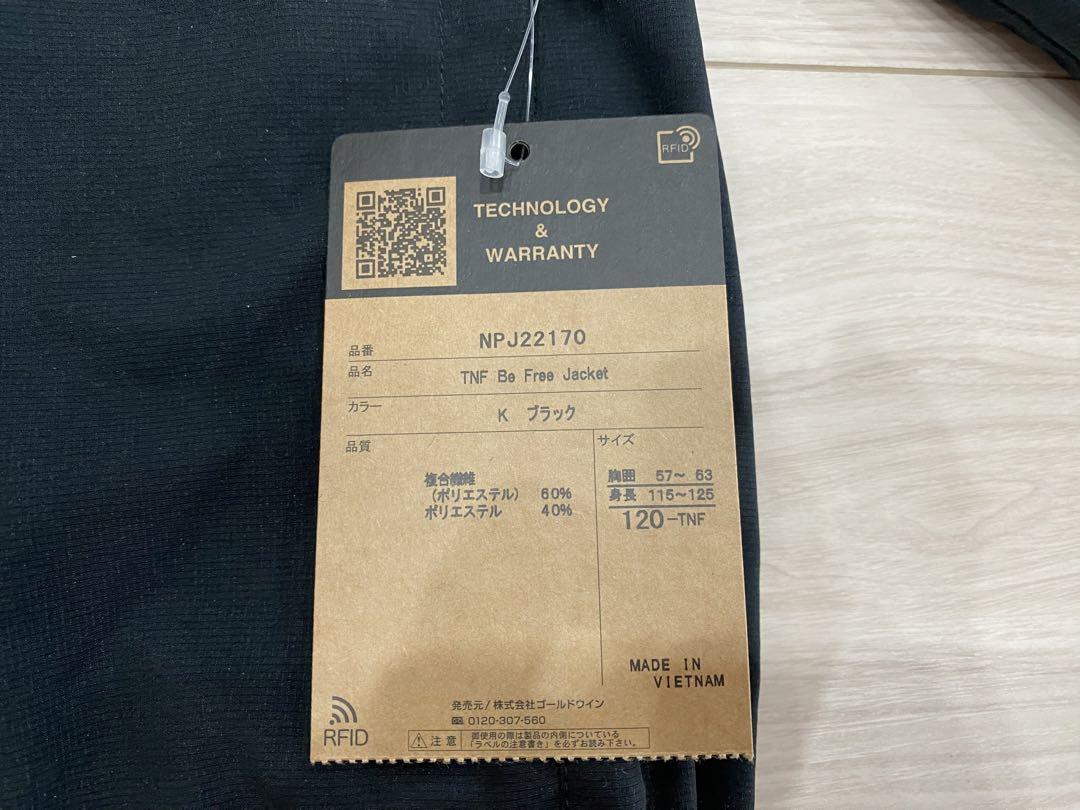 RFID
TECHNOLOGY
&
WARRANTY
品番 NPJ22170
品名 TNF Be Free Jacket
カラー K ブラック
品質
複合繊維
(ポリエステル) 60%
ポリエステル 40%
サイズ
胸囲 57～ 63
身長 115～125
120-TNF
MADE IN
VIETNAM
発売元/株式会社ゴールドウイン
0120-307-560
RFID
注意
御使用の際は製品の内側についている
「ラベルの注意書き」を必ずお読み下さい。